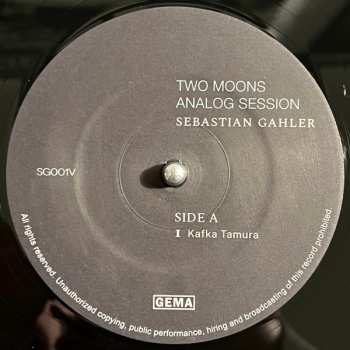 TWO MOONS
ANALOG SESSION
SEBASTIAN GAHLER
SG001V
SIDE A
1 Kafka Tamura
GEMA
All rights reserved. Unauthorized copying, public performance, hiring and broadcasting of this record prohibited.